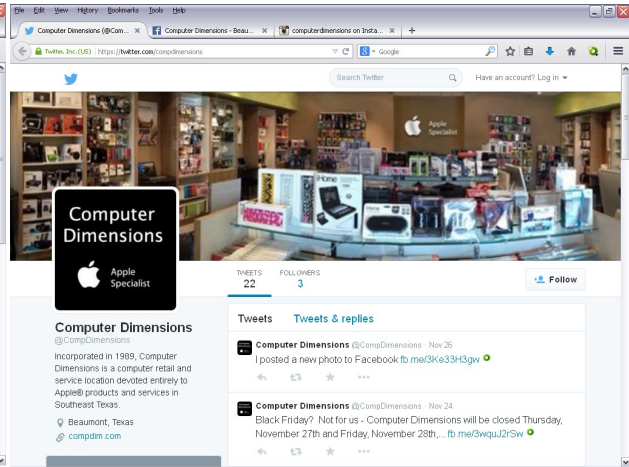 File Edit View History Bookmarks Tools Help
Computer Dimensions (@Com... × Computer Dimensions - Beau... × computerdimensions on Insta... × +
Twitter, Inc. (US) https://twitter.com/compdimensions Google
Search Twitter Have an account? Log in
Apple
Specialist
iHome
Computer
Dimensions
Apple
Specialist
TWEETS FOLLOWERS
22 3
Follow
Computer Dimensions
@CompDimensions
Incorporated in 1989, Computer
Dimensions is a computer retail and
service location devoted entirely to
Apple® products and services in
Southeast Texas.
Beaumont, Texas
compdim.com
Tweets Tweets & replies
Computer Dimensions @CompDimensions · Nov 26
I posted a new photo to Facebook fb.me/3Ke33H3gw
Computer Dimensions @CompDimensions · Nov 24
Black Friday? Not for us - Computer Dimensions will be closed Thursday,
November 27th and Friday, November 28th,... fb.me/3wquJ2rSw